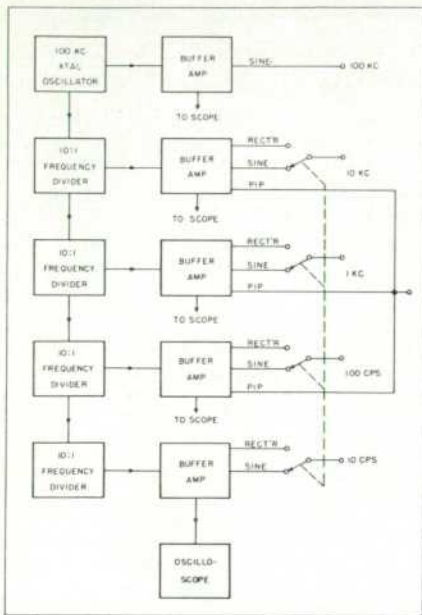 100 KC
XTAL
OSCILLATOR
BUFFER
AMP
SINE
100 KC
TO SCOPE
10:1
FREQUENCY
DIVIDER
BUFFER
AMP
RECT'R
SINE
PIP
10 KC
TO SCOPE
10:1
FREQUENCY
DIVIDER
BUFFER
AMP
RECT'R
SINE
PIP
1 KC
TO SCOPE
10:1
FREQUENCY
DIVIDER
BUFFER
AMP
RECT'R
SINE
PIP
100 CPS
TO SCOPE
10:1
FREQUENCY
DIVIDER
BUFFER
AMP
RECT'R
SINE
10 CPS
OSCILLO-
SCOPE